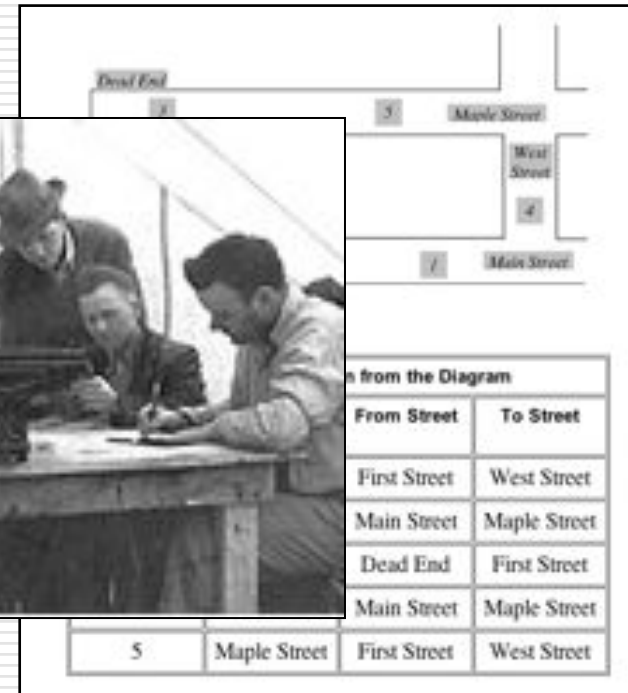 Dead End
3 5 Maple Street
West
Street
4
1 Main Street
n from the Diagram
From Street To Street
First Street West Street
Main Street Maple Street
Dead End First Street
Main Street Maple Street
5 Maple Street First Street West Street